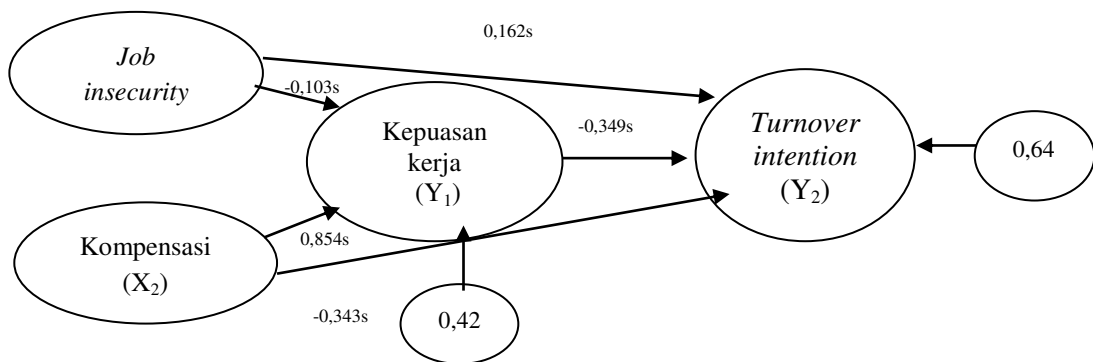 0,162s
Job
insecurity
-0,103s
Kepuasan
kerja
(Y₁)
-0,349s
Turnover
intention
(Y₂)
0,64
Kompensasi
(X₂)
0,854s
-0,343s
0,42